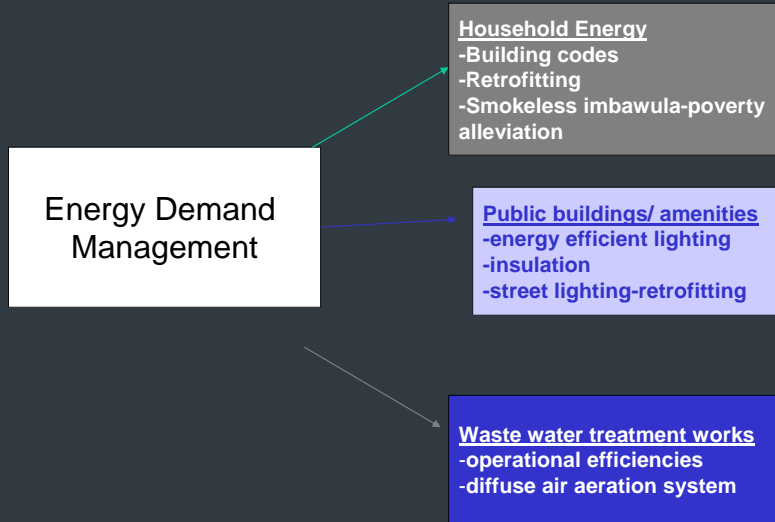 Energy Demand
Management
Household Energy
-Building codes
-Retrofitting
-Smokeless imbawula-poverty
alleviation
Public buildings/ amenities
-energy efficient lighting
-insulation
-street lighting-retrofitting
Waste water treatment works
-operational efficiencies
-diffuse air aeration system